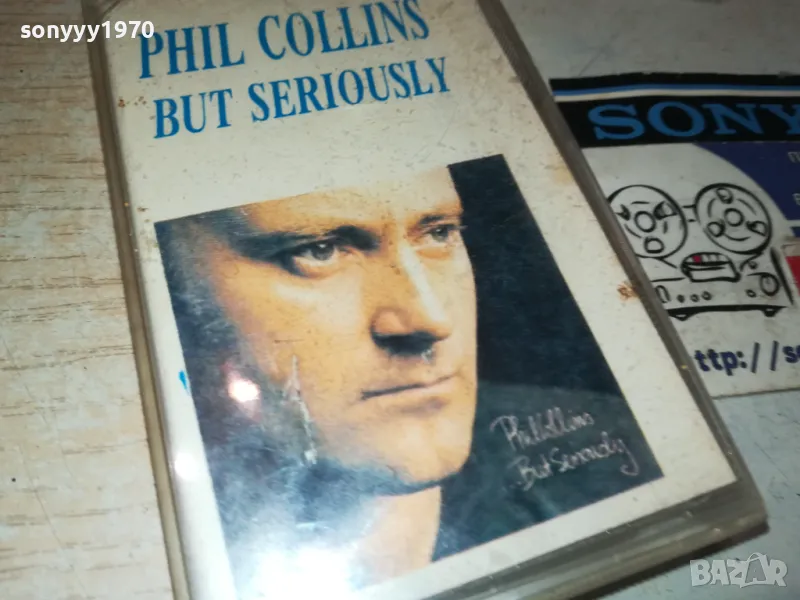 sonyyy1970
PHIL COLLINS
BUT SERIOUSLY
SONY
Phil Collins
...But Seriously
ttp://s
BAZAR